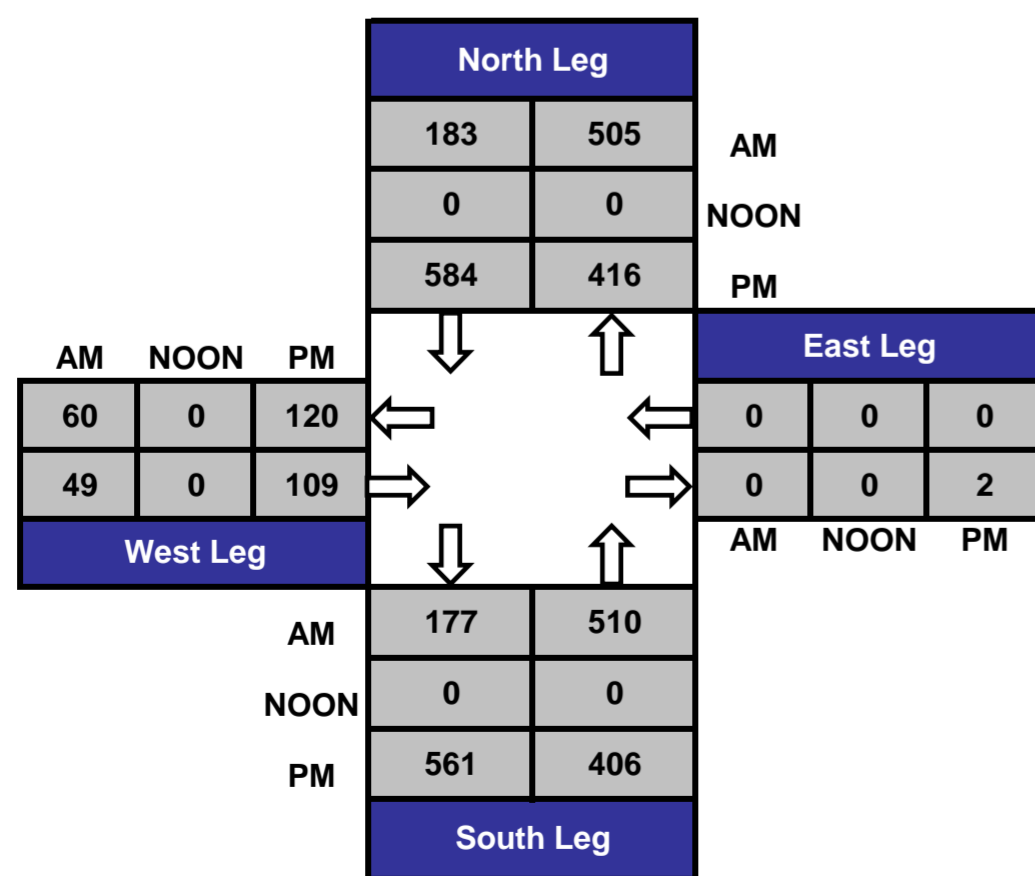 North Leg
183 505 AM
0 0 NOON
584 416 PM
AM NOON PM East Leg
60 0 120 0 0 0
49 0 109 0 0 2
West Leg AM NOON PM
AM 177 510
NOON 0 0
PM 561 406
South Leg